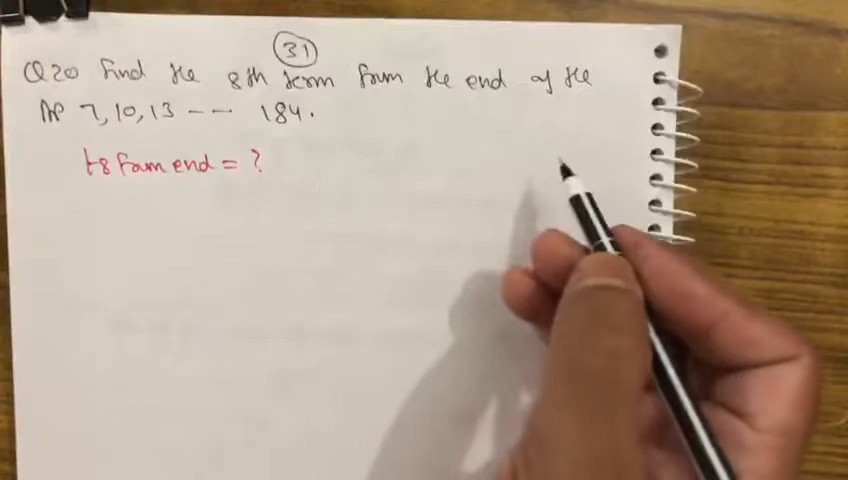 31
Q20 Find the 8th term from the end of the
AP 7, 10, 13 -- -- 184.
t8 from end = ?